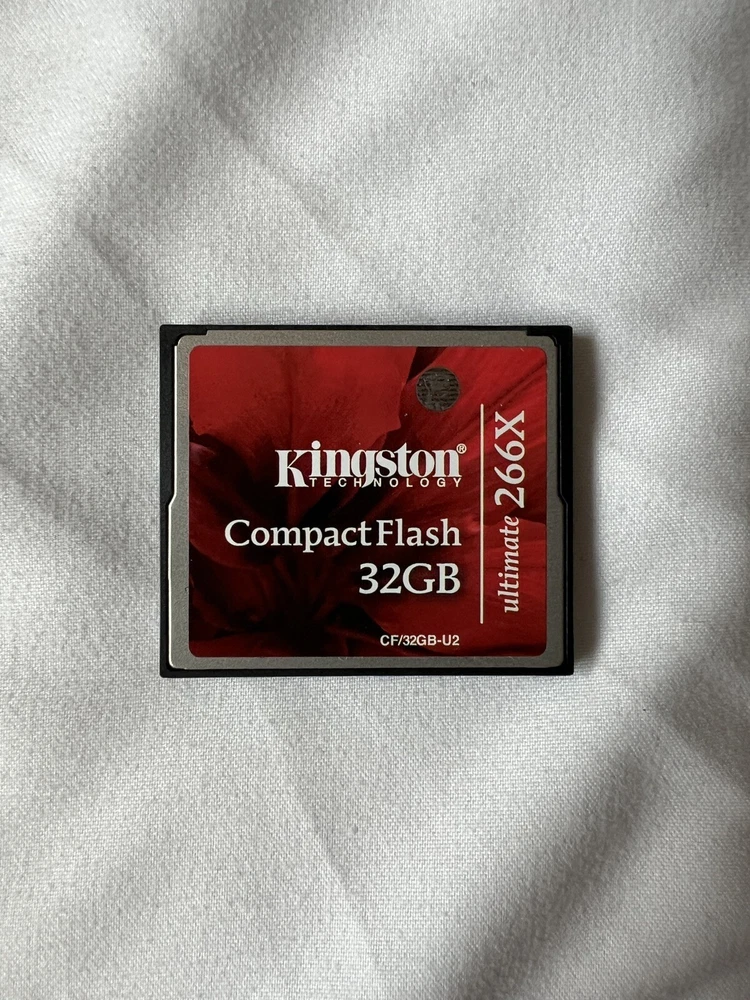 Kingston®
TECHNOLOGY
CompactFlash
32GB
CF/32GB-U2
ultimate 266X